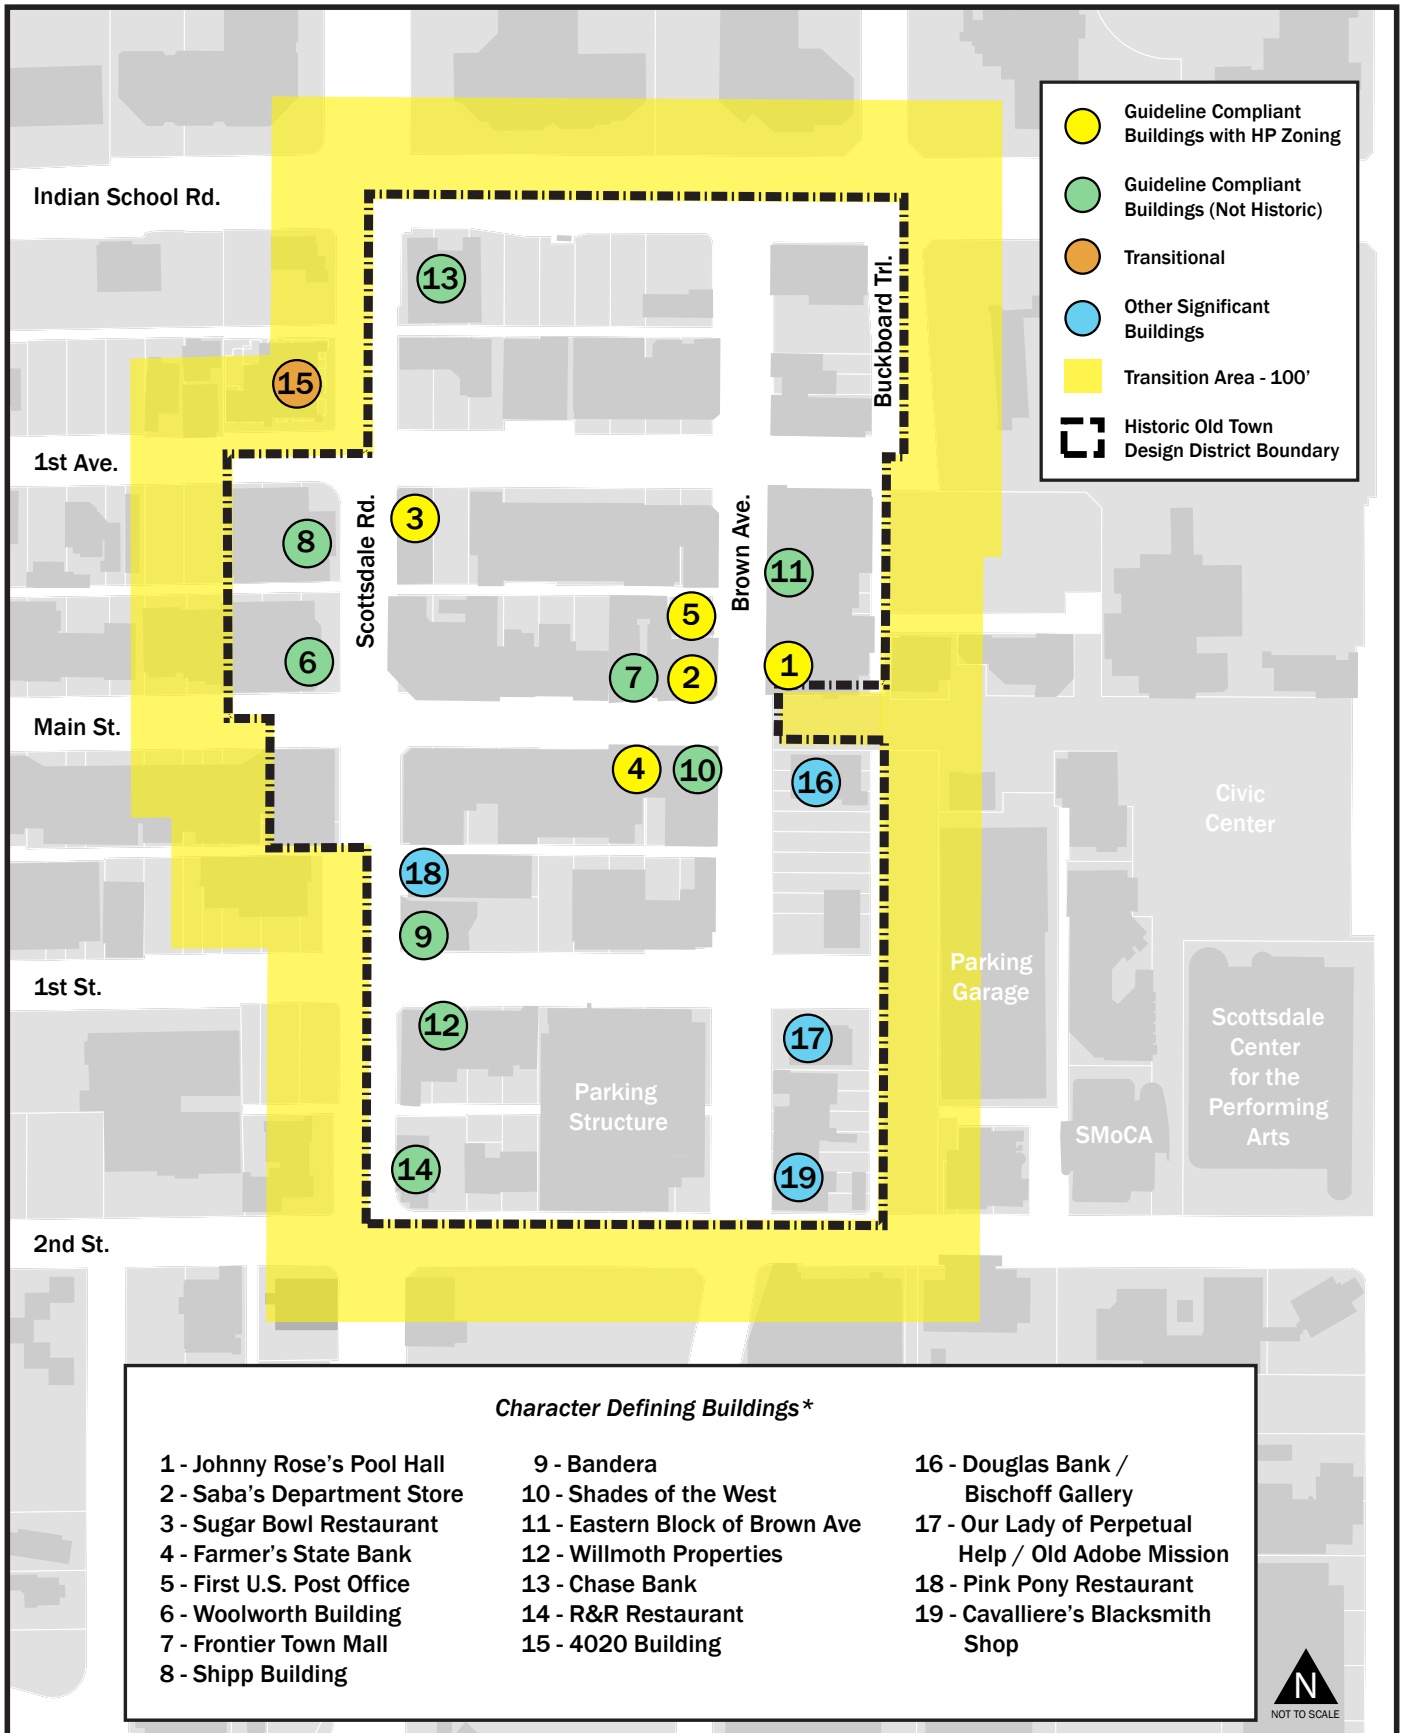 Guideline Compliant
Buildings with HP Zoning
Guideline Compliant
Buildings (Not Historic)
Transitional
Other Significant
Buildings
Transition Area - 100’
Historic Old Town
Design District Boundary
Indian School Rd.
13
Buckboard Trl.
15
1st Ave.
Scottsdale Rd.
Brown Ave.
3
8
11
5
6
7
2
1
Main St.
4
10
16
Civic
Center
18
9
Parking
Garage
1st St.
12
17
Scottsdale
Center
for the
Performing
Arts
Parking
Structure
SMoCA
14
19
2nd St.
Character Defining Buildings*
1 - Johnny Rose’s Pool Hall
2 - Saba’s Department Store
3 - Sugar Bowl Restaurant
4 - Farmer’s State Bank
5 - First U.S. Post Office
6 - Woolworth Building
7 - Frontier Town Mall
8 - Shipp Building
9 - Bandera
10 - Shades of the West
11 - Eastern Block of Brown Ave
12 - Willmoth Properties
13 - Chase Bank
14 - R&R Restaurant
15 - 4020 Building
16 - Douglas Bank /
Bischoff Gallery
17 - Our Lady of Perpetual
Help / Old Adobe Mission
18 - Pink Pony Restaurant
19 - Cavalliere’s Blacksmith
Shop
N
NOT TO SCALE